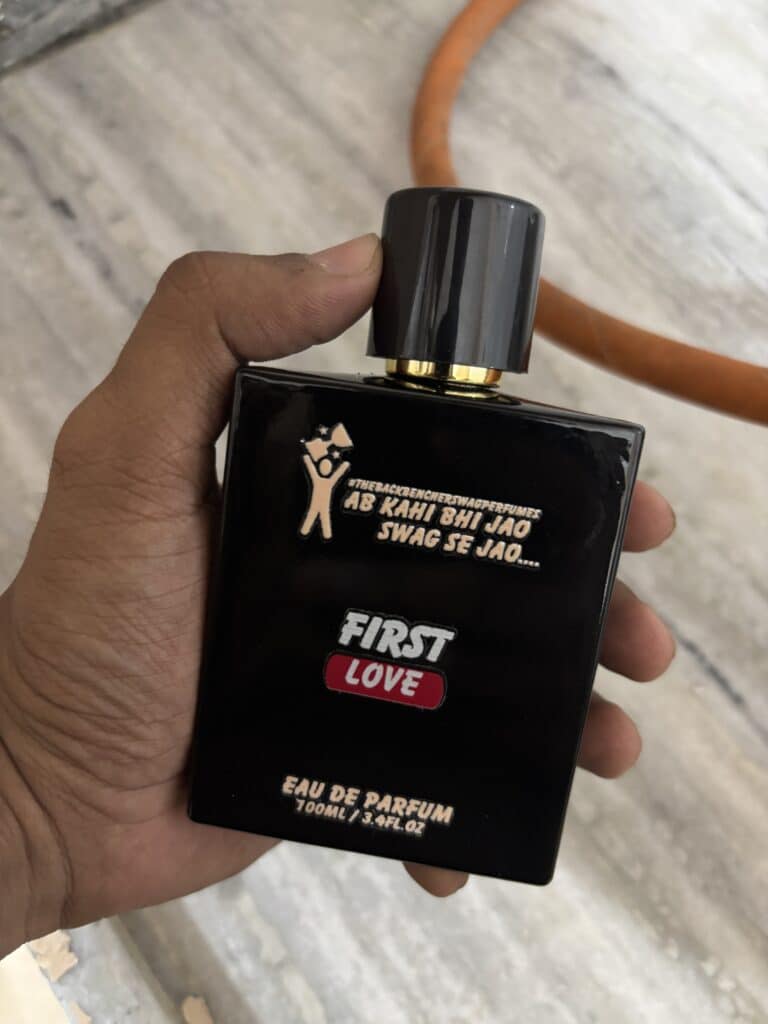 #THEBACKBENCHERSWAGPERFUMES
AB KAHI BHI JAO
SWAG SE JAO....
FIRST
LOVE
EAU DE PARFUM
100ML / 3.4FL.OZ